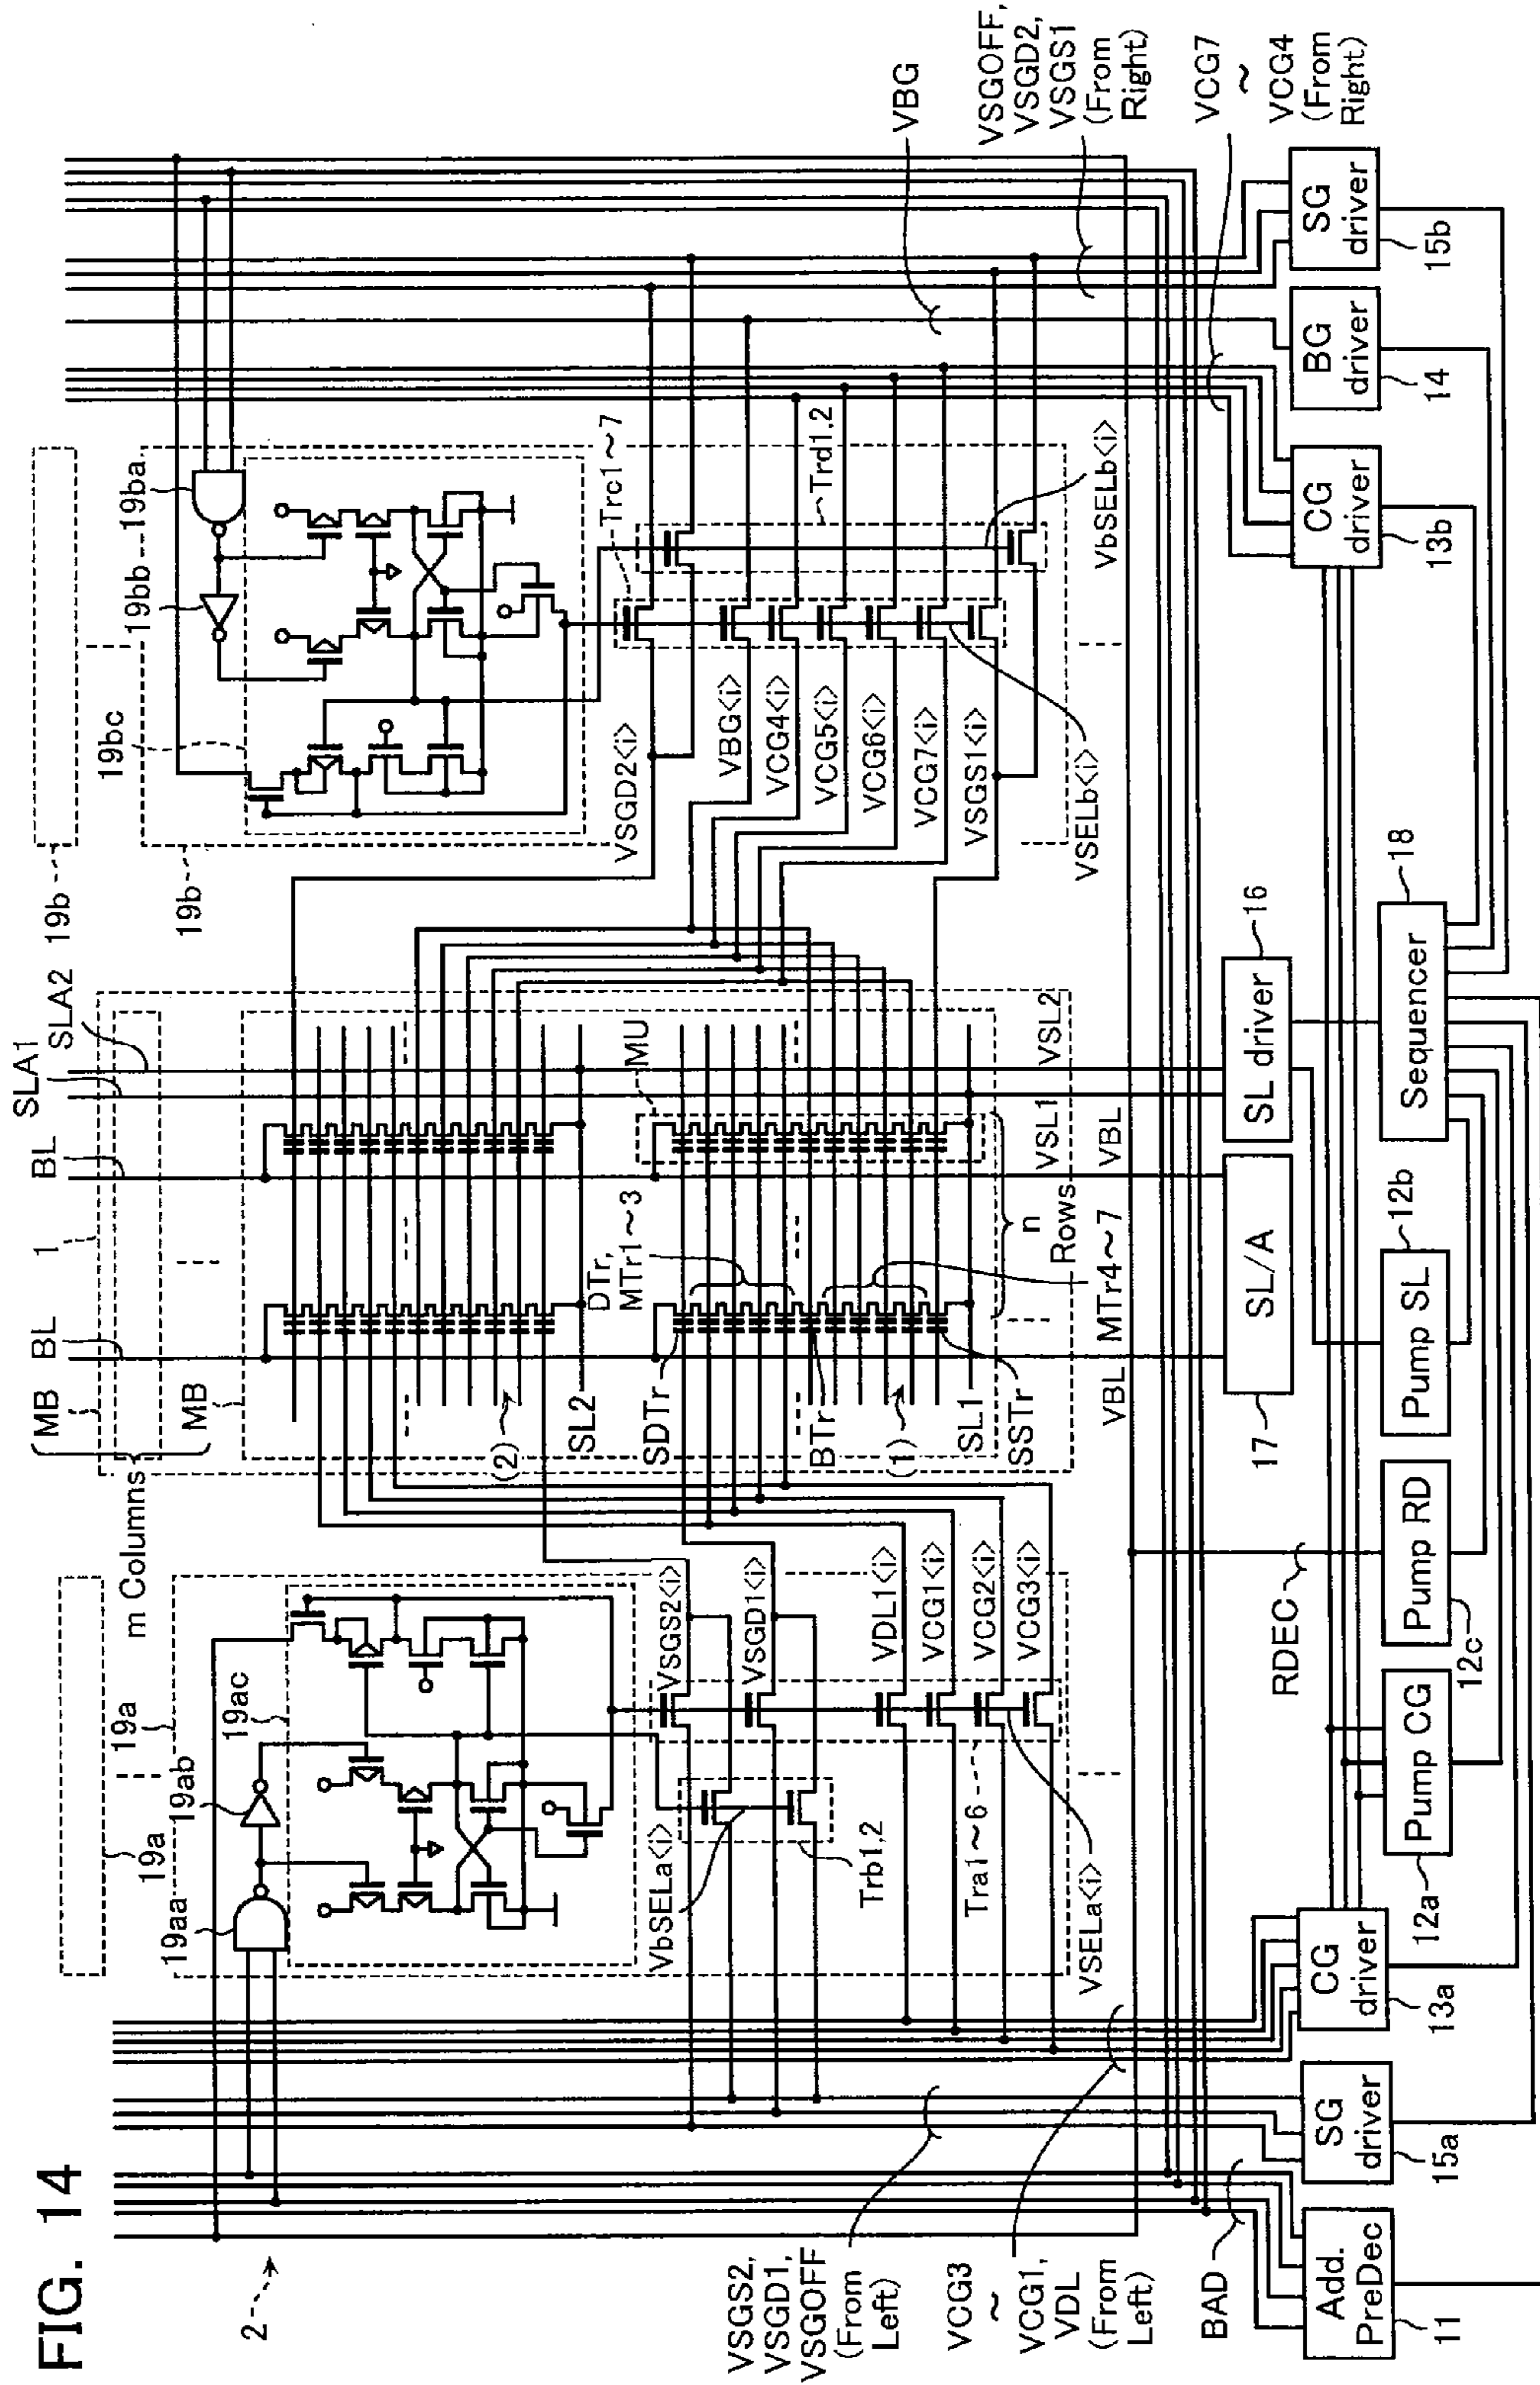 FIG. 14
2
SLA1
SLA2
BL
BL
1
MB
MB
m Columns
19a
19a
19aa
19ab
19ac
19b
19b
19ba
19bb
19bc
VbSELa<i>
Trb1,2
Tra1~6
VSELa<i>
VSGS2<i>
VSGD1<i>
VDL1<i>
VCG1<i>
VCG2<i>
VCG3<i>
(2)
SL2
DTr,
MTr1~3
SDTr
BTr
(1)
SL1
SSTr
MTr4~7
n
Rows
MU
VSL1
VSL2
VBL
VBL
VSGD2<i>
VBG<i>
VCG4<i>
VCG5<i>
VCG6<i>
VCG7<i>
VSGS1<i>
VSELb<i>
Trc1~7
Trd1,2
VbSELb<i>
VBG
VSGOFF,
VSGD2,
VSGS1
(From
Right)
VCG7
~
VCG4
(From
Right)
VSGS2,
VSGD1,
VSGOFF
(From
Left)
VCG3
~
VCG1,
VDL
(From
Left)
BAD
RDEC
Add.
PreDec
11
SG
driver
15a
CG
driver
13a
Pump CG
12a
Pump RD
12c
Pump SL
12b
SL/A
17
SL driver
16
Sequencer
18
CG
driver
13b
BG
driver
14
SG
driver
15b